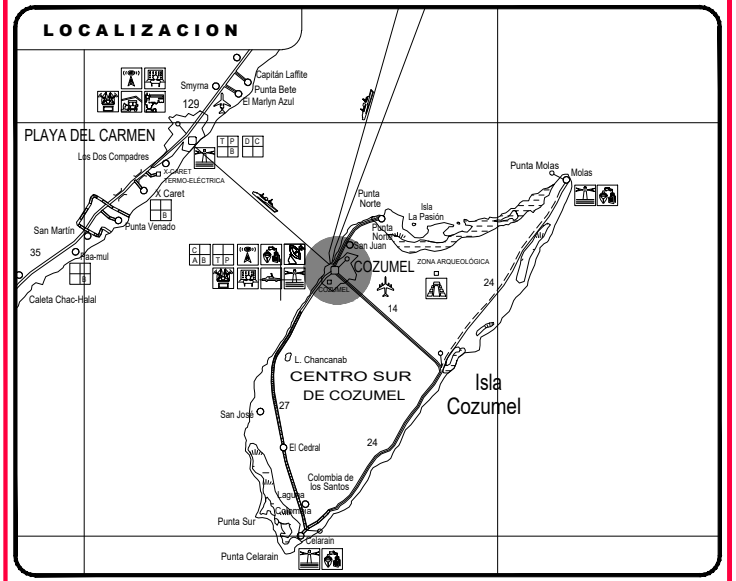 LOCALIZACION
Capitán Laffite
Smyrna
Punta Bete
El Marlyn Azul
129
PLAYA DEL CARMEN
T P
B
D C
Los Dos Compadres
X-CARET
TERMO-ELÉCTRICA
X Caret
B
Punta Venado
San Martín
35
Paa-mul
B
Caleta Chac-Halal
Punta Molas
Molas
Punta
Norte
Isla
La Pasión
Punta
Norte
San Juan
C
A B
T P
COZUMEL
ZONA ARQUEOLÓGICA
COZUMEL
24
14
L. Chancanab
CENTRO SUR
DE COZUMEL
Isla
Cozumel
San José
27
24
El Cedral
Colombia de
los Santos
Laguna
Colombia
Punta Sur
Celarain
Punta Celarain